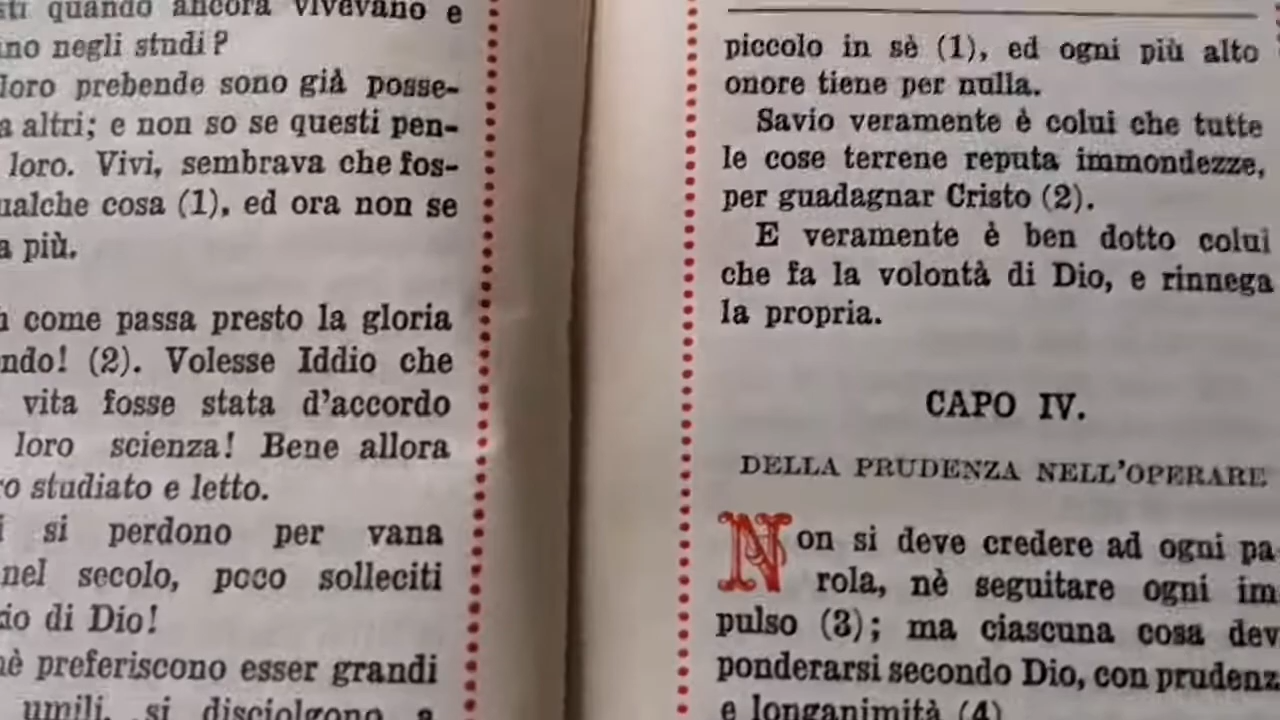 quando ancora vivevano e
negli studi?
loro prebende sono già posse-
altri; e non so se questi pen-
loro. Vivi, sembrava che fos-
cosa (1), ed ora non se
più.
come passa presto la gloria
(2). Volesse Iddio che
vita fosse stata d'accordo
loro scienza! Bene allora
studiato e letto.
si perdono per vana
nel secolo, poco solleciti
di Dio!
preferiscono esser grandi
umili, si disciolgono a
piccolo in sè (1), ed ogni più alto
onore tiene per nulla.
Savio veramente è colui che tutte
le cose terrene reputa immondezze,
per guadagnar Cristo (2).
E veramente è ben dotto colui
che fa la volontà di Dio, e rinnega
la propria.
CAPO IV.
DELLA PRUDENZA NELL'OPERARE
Non si deve credere ad ogni pa
rola, nè seguitare ogni im
pulso (3); ma ciascuna cosa dev
ponderarsi secondo Dio, con prudenz
e longanimità (4)